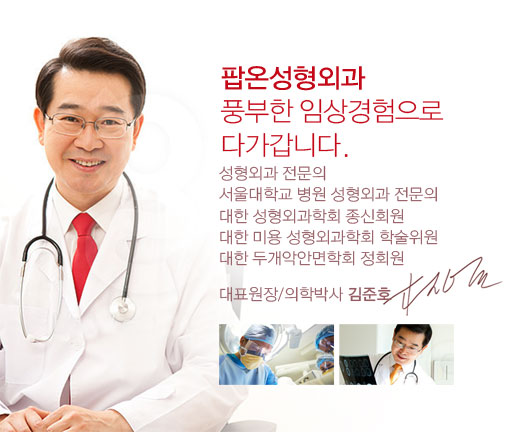 팝온성형외과
풍부한 임상경험으로
다가갑니다.
성형외과 전문의
서울대학교 병원 성형외과 전문의
대한 성형외과학회 종신회원
대한 미용 성형외과학회 학술위원
대한 두개악안면학회 정회원
대표원장/의학박사 김준호